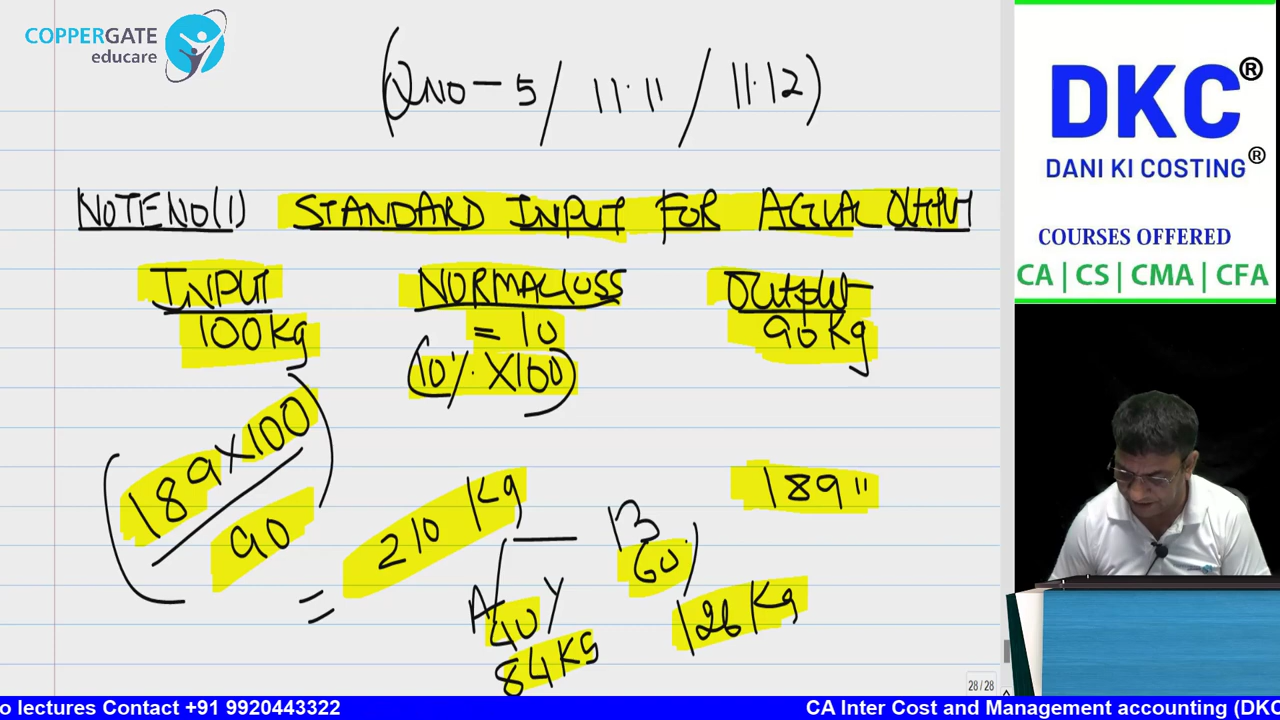 COPPERGATE
educare
(QNO - 5 / 11.11 / 11.12)
NOTE NO(1) STANDARD INPUT FOR ACTUAL OUTPUT
INPUT NORMAL LOSS OUTPUT
100 Kg = 10 90 Kg
(10% X 100)
(189 X 100
90) = 210 Kg
189 "
A B
40% 60%
84 KG 126 Kg
28 / 28
DKC®
DANI KI COSTING®
COURSES OFFERED
CA | CS | CMA | CFA
o lectures Contact +91 9920443322 CA Inter Cost and Management accounting (DKC